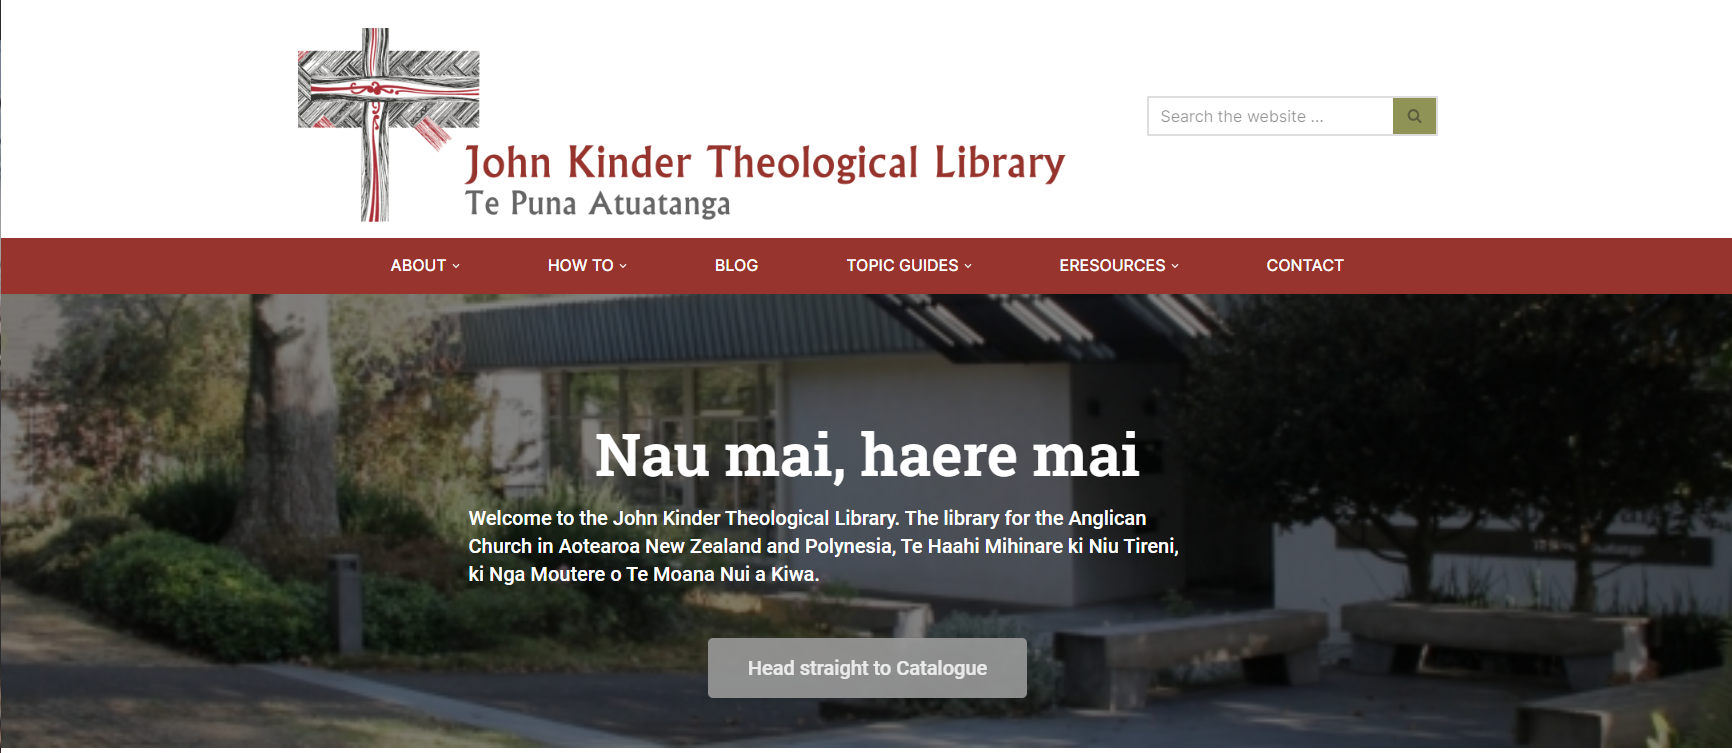 John Kinder Theological Library
Te Puna Atuatanga
Search the website ...
ABOUT
HOW TO
BLOG
TOPIC GUIDES
ERESOURCES
CONTACT
Nau mai, haere mai
Welcome to the John Kinder Theological Library. The library for the Anglican
Church in Aotearoa New Zealand and Polynesia, Te Haahi Mihinare ki Niu Tireni,
ki Nga Moutere o Te Moana Nui a Kiwa.
Head straight to Catalogue